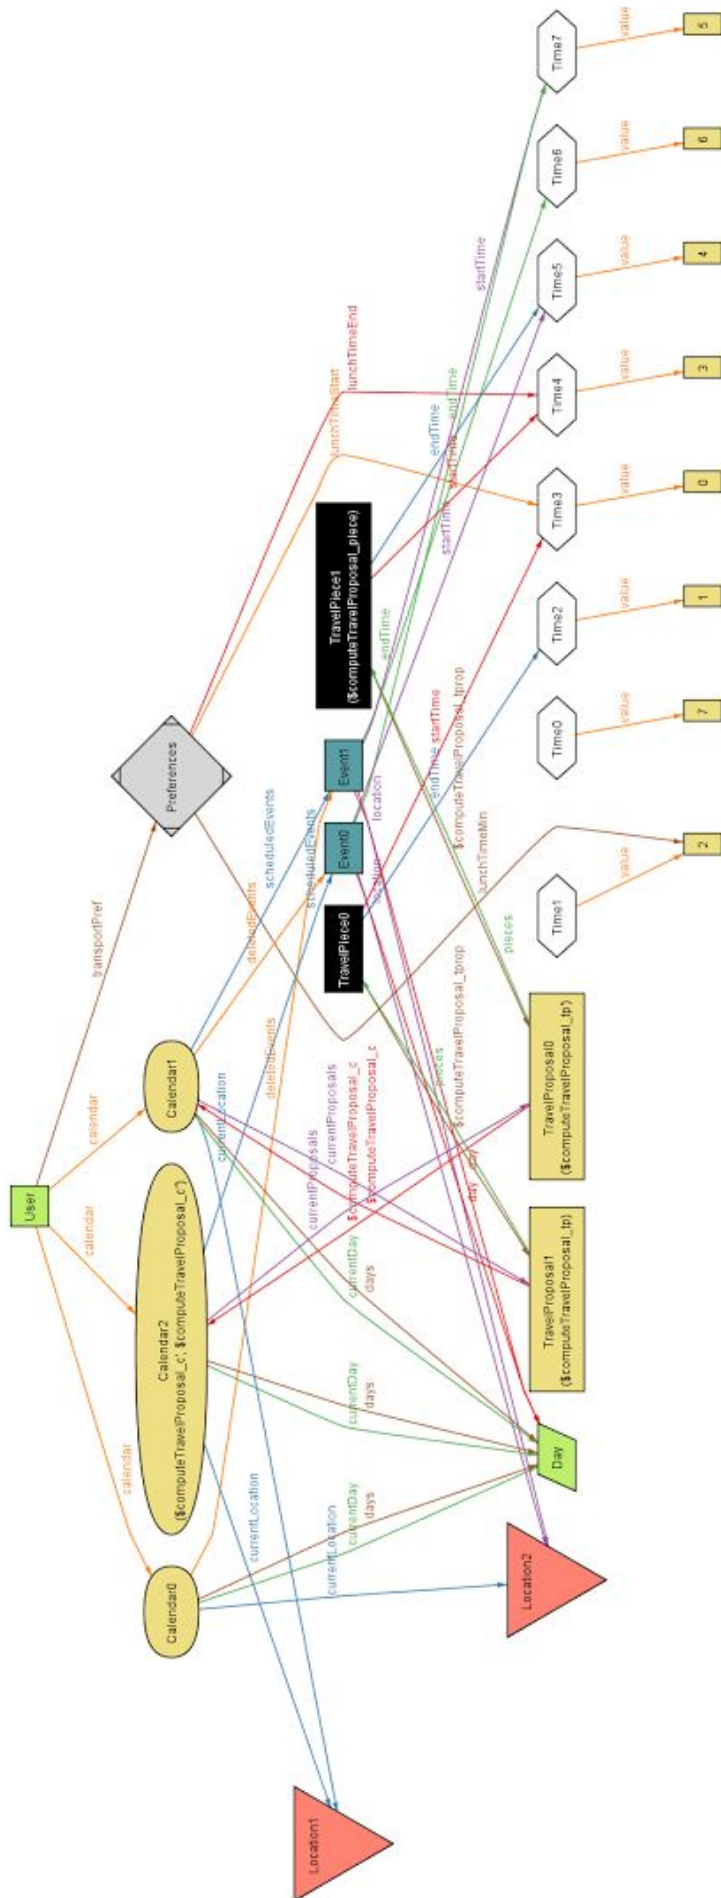 User
calendar
calendar
calendar
transportPref
Calendar0
Calendar2
($computeTravelProposal_c', $computeTravelProposal_c')
Calendar1
Preferences
currentLocation
currentLocation
currentLocation
currentDay
days
currentDay
days
currentDay
days
deletedEvents
deletedEvents
scheduledEvents
scheduledEvents
currentProposals
currentProposals
$computeTravelProposal_c
$computeTravelProposal_c
lunchTimeEnd
lunchTimeStart
lunchTimeMin
Location1
TravelPiece0
Event0
Event1
TravelPiece1
($computeTravelProposal_piece)
location
location
day
pieces
pieces
$computeTravelProposal_tprop
$computeTravelProposal_tprop
endTime
startTime
endTime
startTime
startTime
endTime
endTime
startTime
Location2
Day
TravelProposal1
($computeTravelProposal_tp)
TravelProposal0
($computeTravelProposal_tp')
Time1
Time0
Time2
Time3
Time4
Time5
Time6
Time7
value
value
value
value
value
value
value
value
2
7
1
0
3
4
6
5